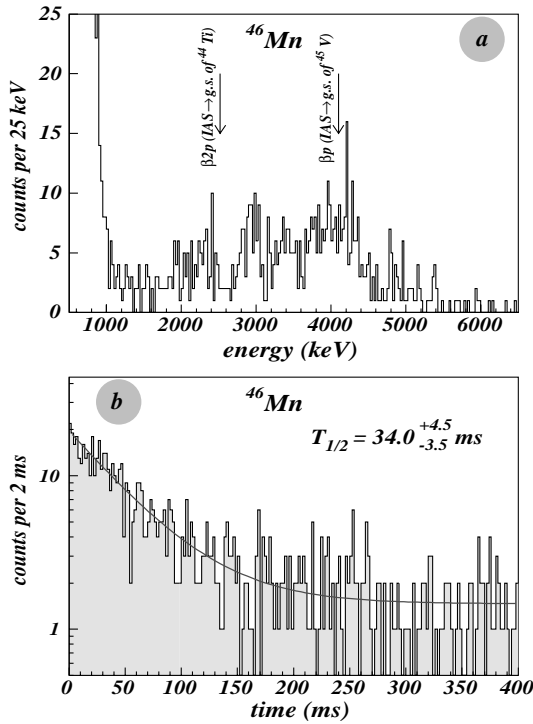 25
20
15
10
5
0
counts per 25 keV
⁴⁶Mn
a
β2p (IAS→g.s. of ⁴⁴Ti)
βp (IAS→g.s. of ⁴⁵V)
1000 2000 3000 4000 5000 6000
energy (keV)
b
⁴⁶Mn
T₁/₂ = 34.0 +4.5 -3.5 ms
10
1
counts per 2 ms
0 50 100 150 200 250 300 350 400
time (ms)